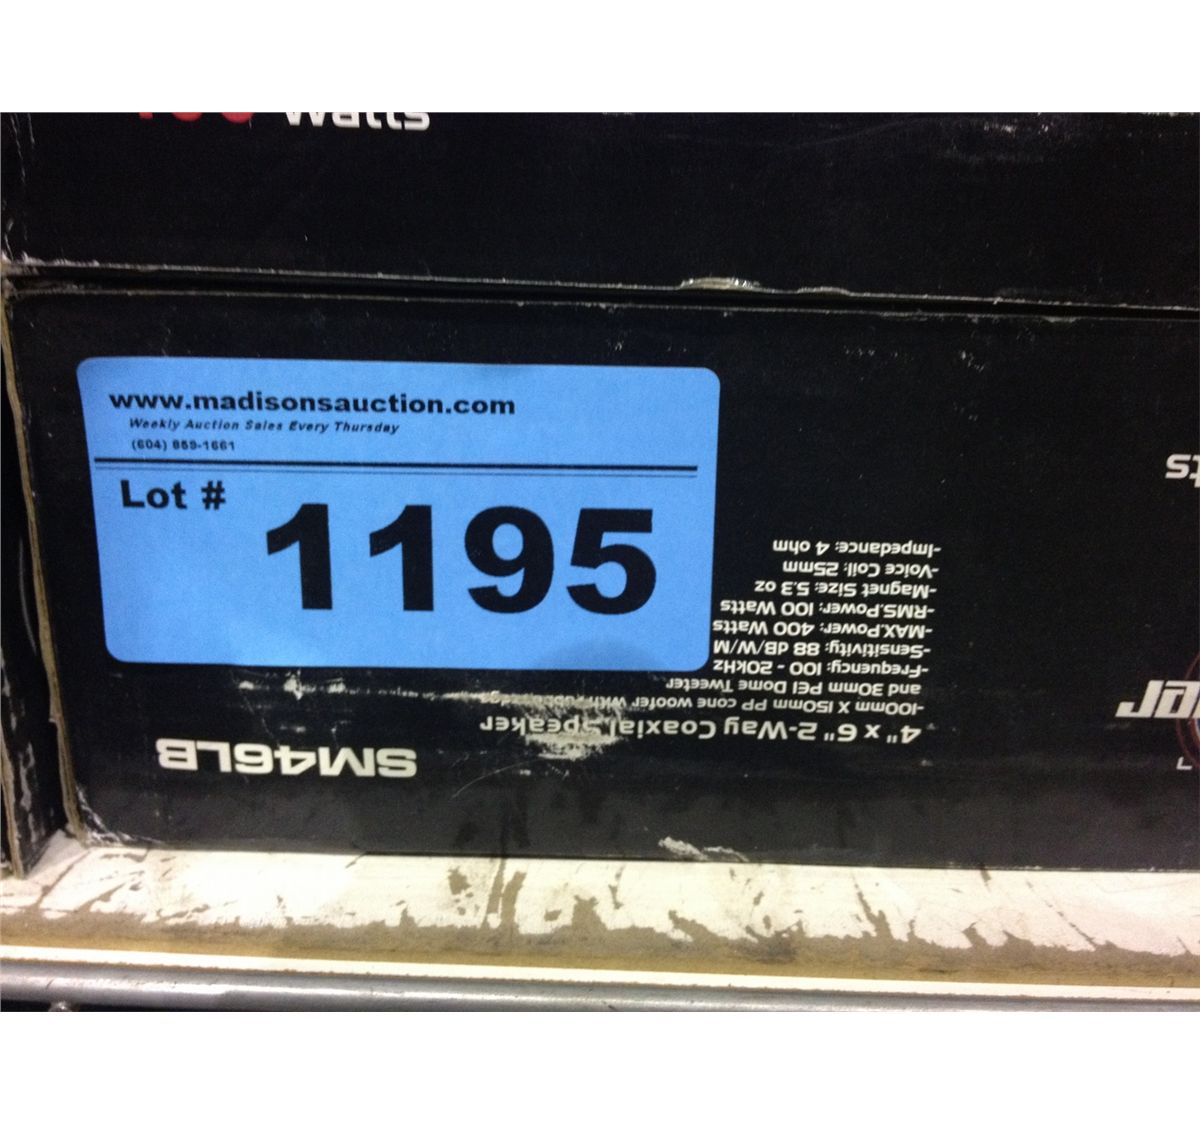 Watts
www.madisonsauction.com
Weekly Auction Sales Every Thursday
(604) 859-1661
Lot #
1195
SM46LB
4" x 6" 2-Way Coaxial Speaker
-100mm X 150mm PP cone woofer with
and 30mm PEI Dome Tweeter
-Frequency: 100 - 20kHz
-Sensitivity: 88 dB/W/M
-MAX.Power: 400 Watts
-RMS.Power: 100 Watts
-Magnet Size: 5.3 oz
-Voice Coil: 25mm
-Impedance: 4 ohm